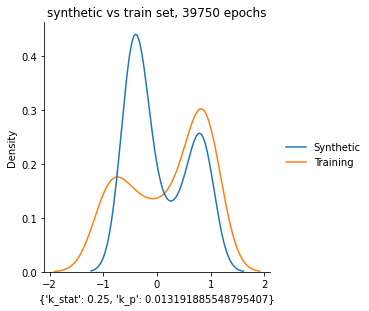 synthetic vs train set, 39750 epochs
0.4
0.3
0.2
0.1
0.0
Density
Synthetic
Training
−2
−1
0
1
2
{'k_stat': 0.25, 'k_p': 0.013191885548795407}